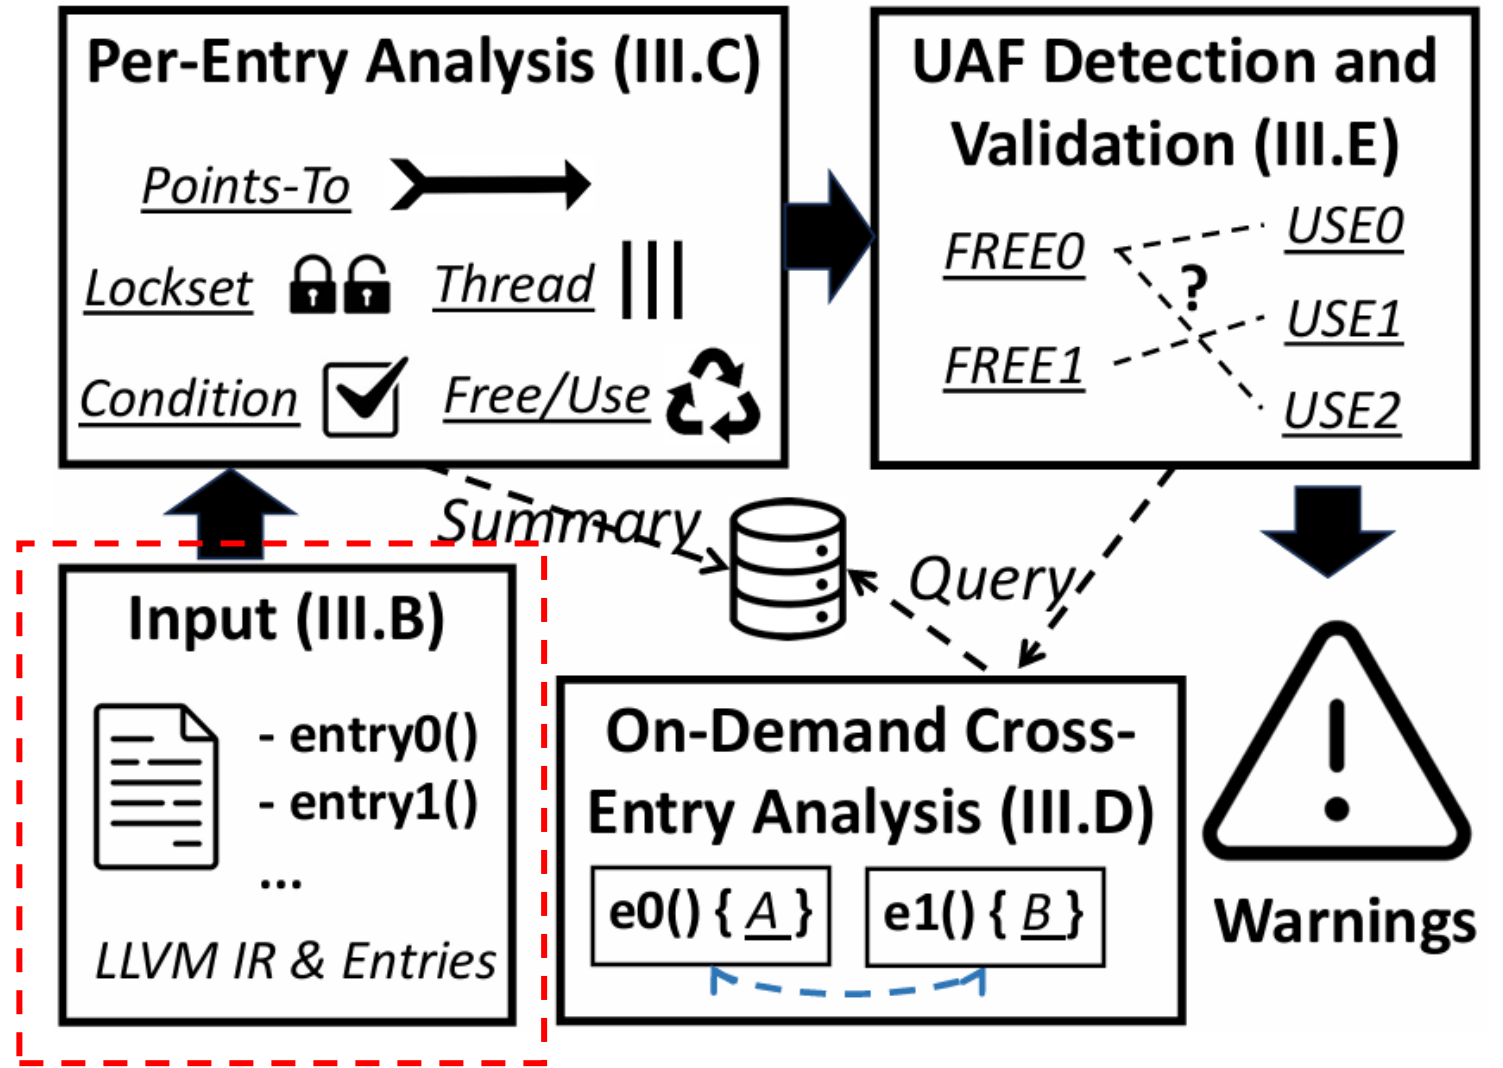 Per-Entry Analysis (III.C)
Points-To
Lockset
Thread
Condition
Free/Use
UAF Detection and
Validation (III.E)
FREE0
USE0
?
USE1
FREE1
USE2
Summary
Query
Input (III.B)
- entry0()
- entry1()
...
LLVM IR & Entries
On-Demand Cross-
Entry Analysis (III.D)
e0() { A }
e1() { B }
Warnings